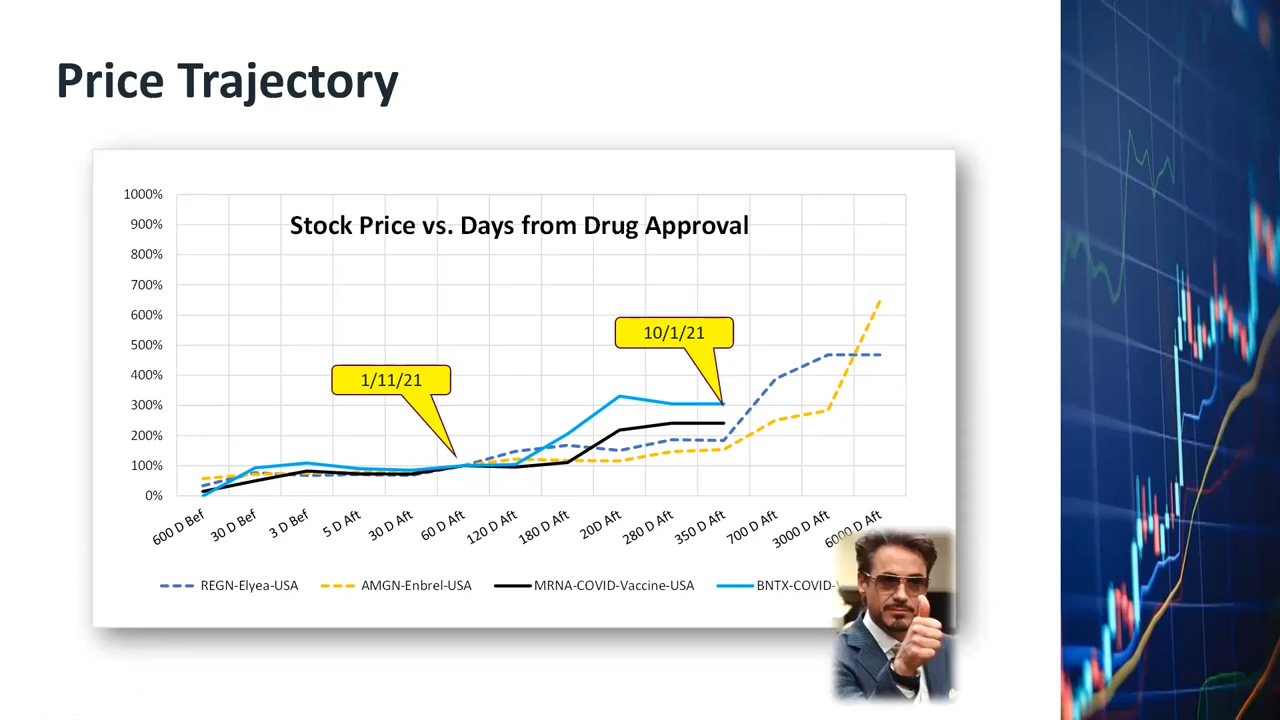 Price Trajectory
Stock Price vs. Days from Drug Approval
1000%
900%
800%
700%
600%
500%
400%
300%
200%
100%
0%
1/11/21
10/1/21
600 D Bef
30 D Bef
3 D Bef
5 D Aft
30 D Aft
60 D Aft
120 D Aft
180 D Aft
20D Aft
280 D Aft
350 D Aft
700 D Aft
3000 D Aft
6000 D Aft
REGN-Elyea-USA
AMGN-Enbrel-USA
MRNA-COVID-Vaccine-USA
BNTX-COVID-